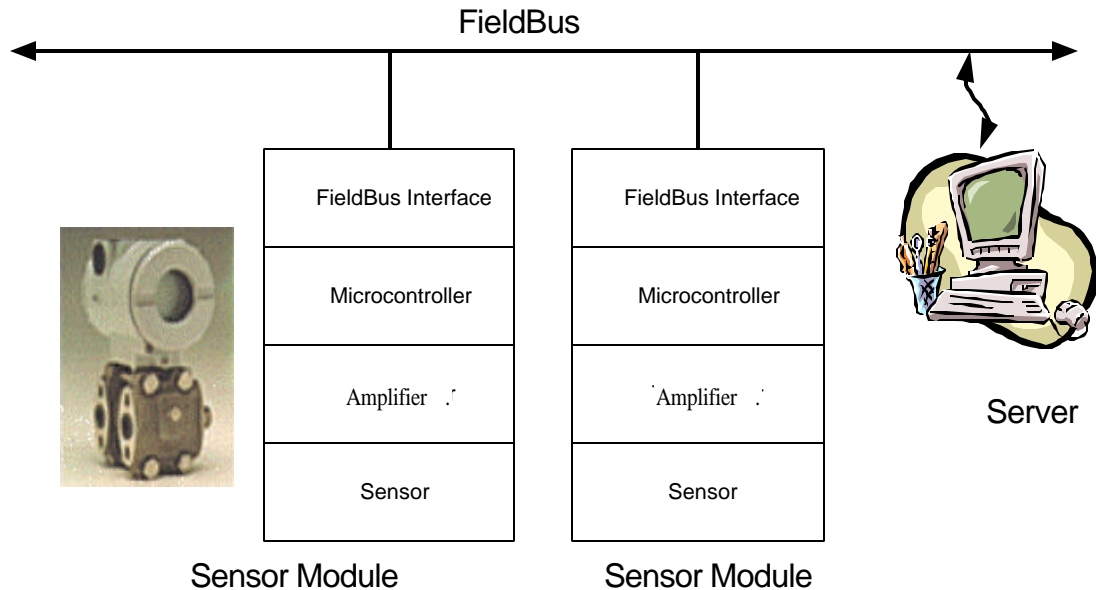 FieldBus
FieldBus Interface
Microcontroller
Amplifier
Sensor
Sensor Module
FieldBus Interface
Microcontroller
Amplifier
Sensor
Sensor Module
Server